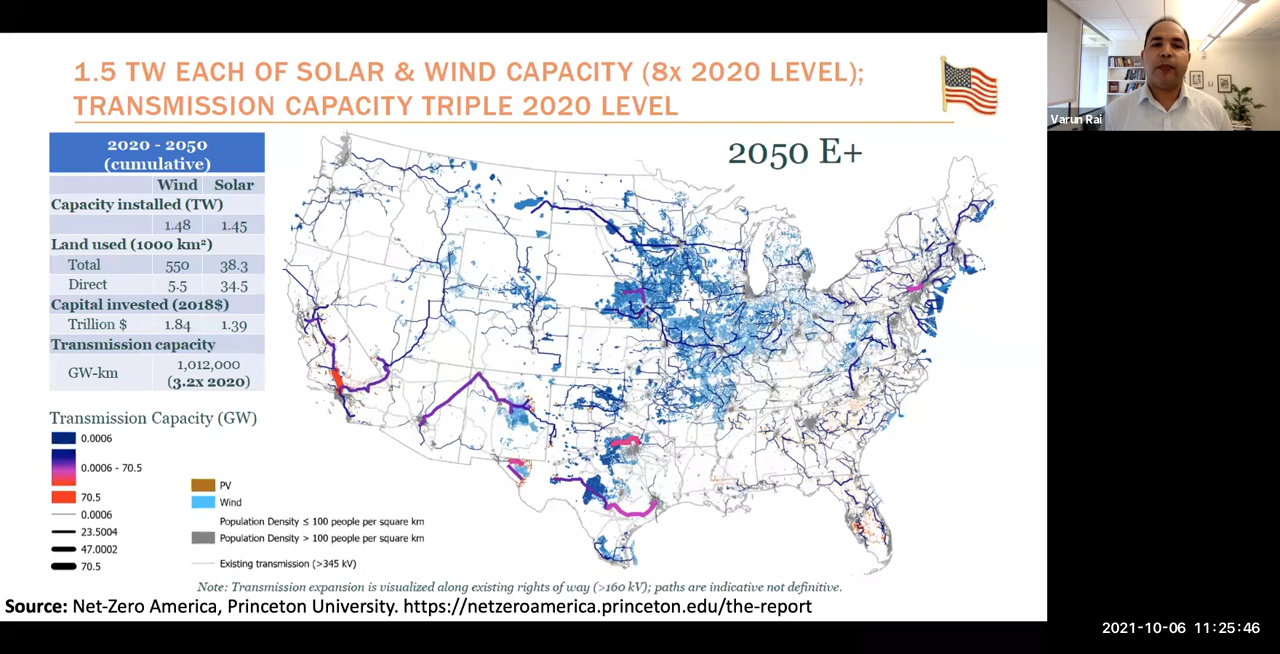 1.5 TW EACH OF SOLAR & WIND CAPACITY (8x 2020 LEVEL);
TRANSMISSION CAPACITY TRIPLE 2020 LEVEL
Varun Rai
2020 - 2050
(cumulative)
Wind Solar
Capacity installed (TW)
1.48 1.45
Land used (1000 km²)
Total 550 38.3
Direct 5.5 34.5
Capital invested (2018$)
Trillion $ 1.84 1.39
Transmission capacity
GW-km 1,012,000
(3.2x 2020)
2050 E+
Transmission Capacity (GW)
0.0006
0.0006 - 70.5
70.5
0.0006
23.5004
47.0002
70.5
PV
Wind
Population Density ≤ 100 people per square km
Population Density > 100 people per square km
Existing transmission (>345 kV)
Note: Transmission expansion is visualized along existing rights of way (>160 kV); paths are indicative not definitive.
Source: Net-Zero America, Princeton University. https://netzeroamerica.princeton.edu/the-report
2021-10-06 11:25:46